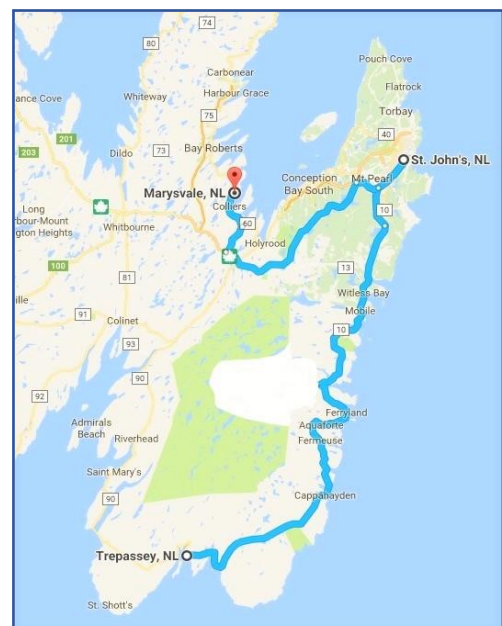 74
80
Pouch Cove
Carbonear
Flatrock
Whiteway
Harbour Grace
ance Cove
Torbay
75
201
40
Bay Roberts
203
Dildo
73
St. John's, NL
Conception
Bay South
Mt Pearl
Marysvale, NL
Colliers
Long
rbour-Mount
gton Heights
60
10
Whitbourne
Holyrood
100
13
81
ille
Witless Bay
Mobile
91
Colinet
10
93
90
92
Ferryland
Admirals
Beach
Aquaforte
Riverhead
Fermeuse
Saint Mary's
Cappahayden
90
Trepassey, NL
St. Shott's